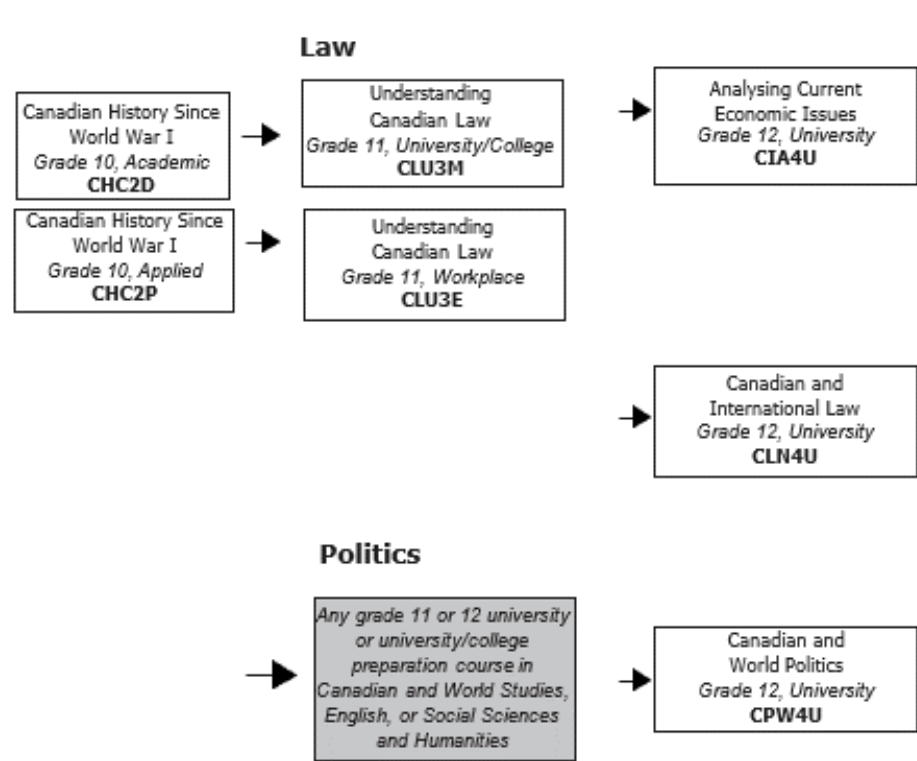 Law
Canadian History Since
World War I
Grade 10, Academic
CHC2D
Understanding
Canadian Law
Grade 11, University/College
CLU3M
Analysing Current
Economic Issues
Grade 12, University
CIA4U
Canadian History Since
World War I
Grade 10, Applied
CHC2P
Understanding
Canadian Law
Grade 11, Workplace
CLU3E
Canadian and
International Law
Grade 12, University
CLN4U
Politics
Any grade 11 or 12 university
or university/college
preparation course in
Canadian and World Studies,
English, or Social Sciences
and Humanities
Canadian and
World Politics
Grade 12, University
CPW4U